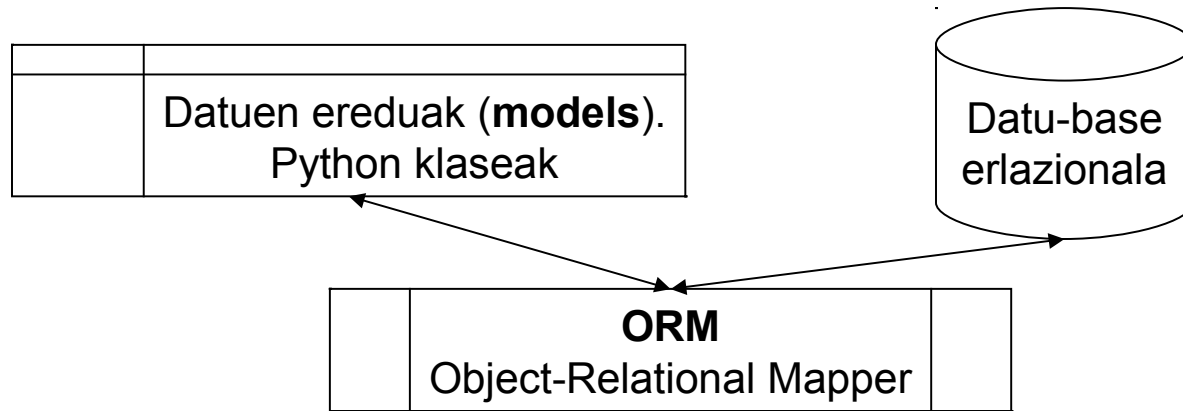 Datuen ereduak (models).
Python klaseak
Datu-base
erlazionala
ORM
Object-Relational Mapper